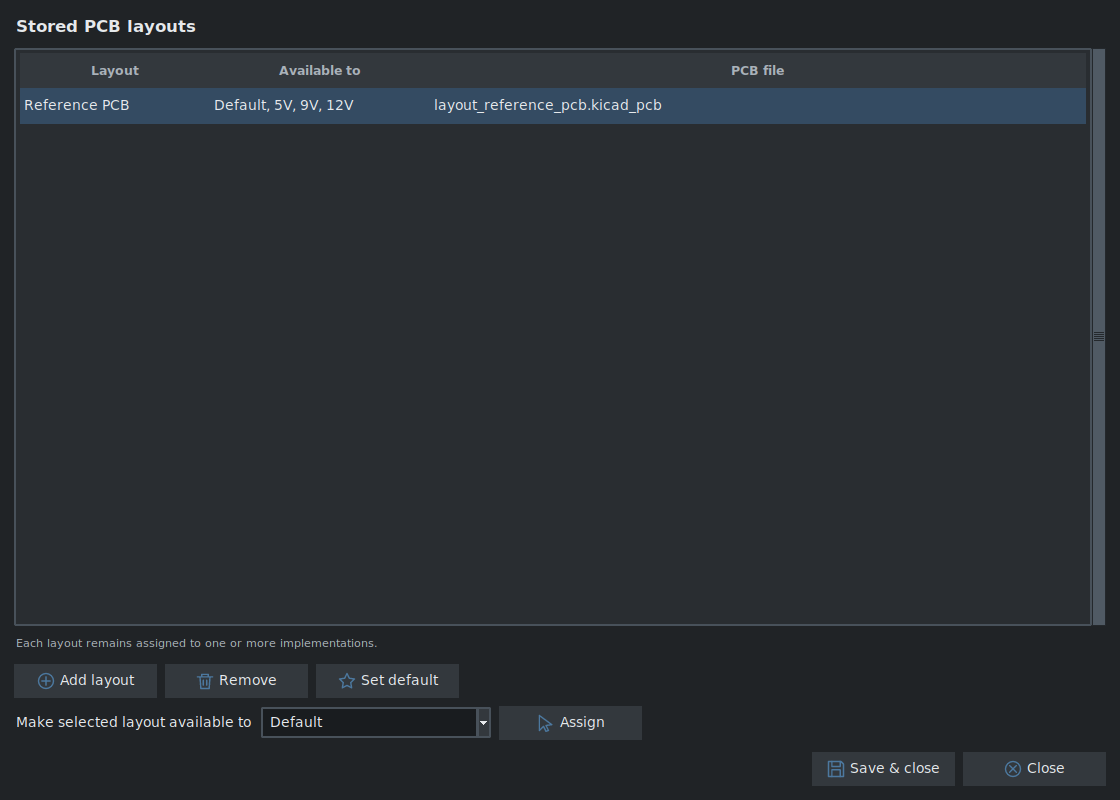 Stored PCB layouts
Layout Available to PCB file
Reference PCB Default, 5V, 9V, 12V layout_reference_pcb.kicad_pcb
Each layout remains assigned to one or more implementations.
Add layout Remove Set default
Make selected layout available to Default Assign
Save & close Close